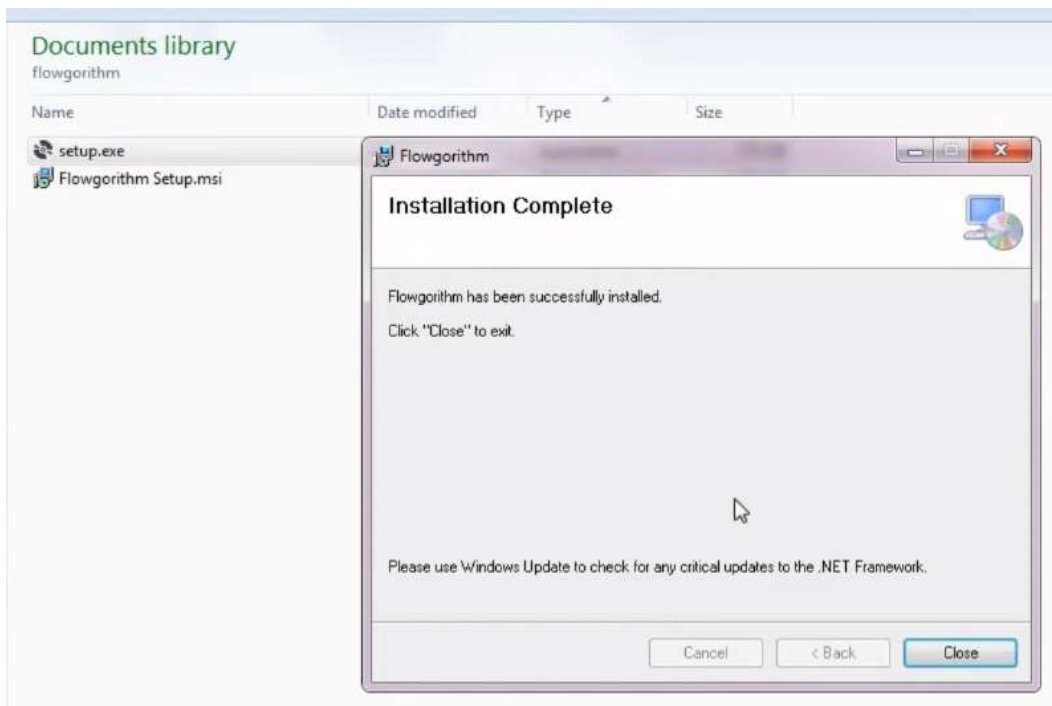 Documents library
flowgorithm
Name Date modified Type Size
setup.exe
Flowgorithm Setup.msi
Flowgorithm
Installation Complete
Flowgorithm has been successfully installed.
Click "Close" to exit.
Please use Windows Update to check for any critical updates to the .NET Framework.
Cancel < Back Close